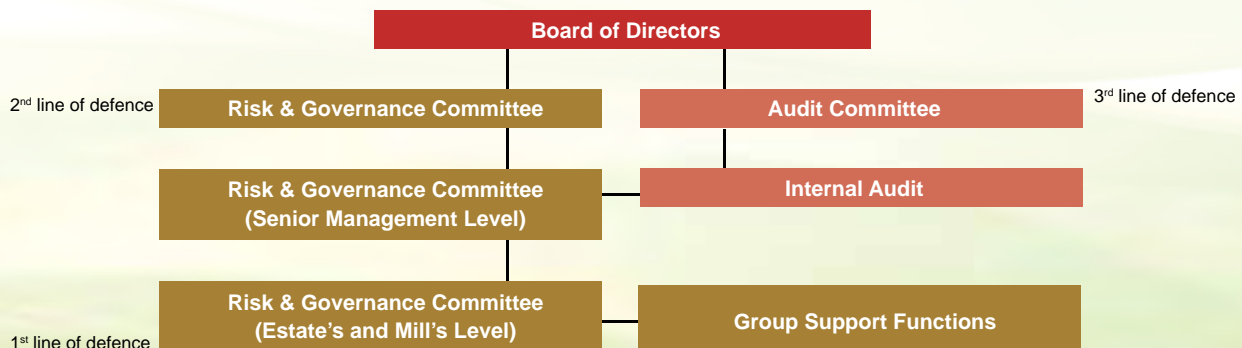 Board of Directors
2nd line of defence
Risk & Governance Committee
Audit Committee
3rd line of defence
Risk & Governance Committee
(Senior Management Level)
Internal Audit
Risk & Governance Committee
(Estate's and Mill's Level)
Group Support Functions
1st line of defence